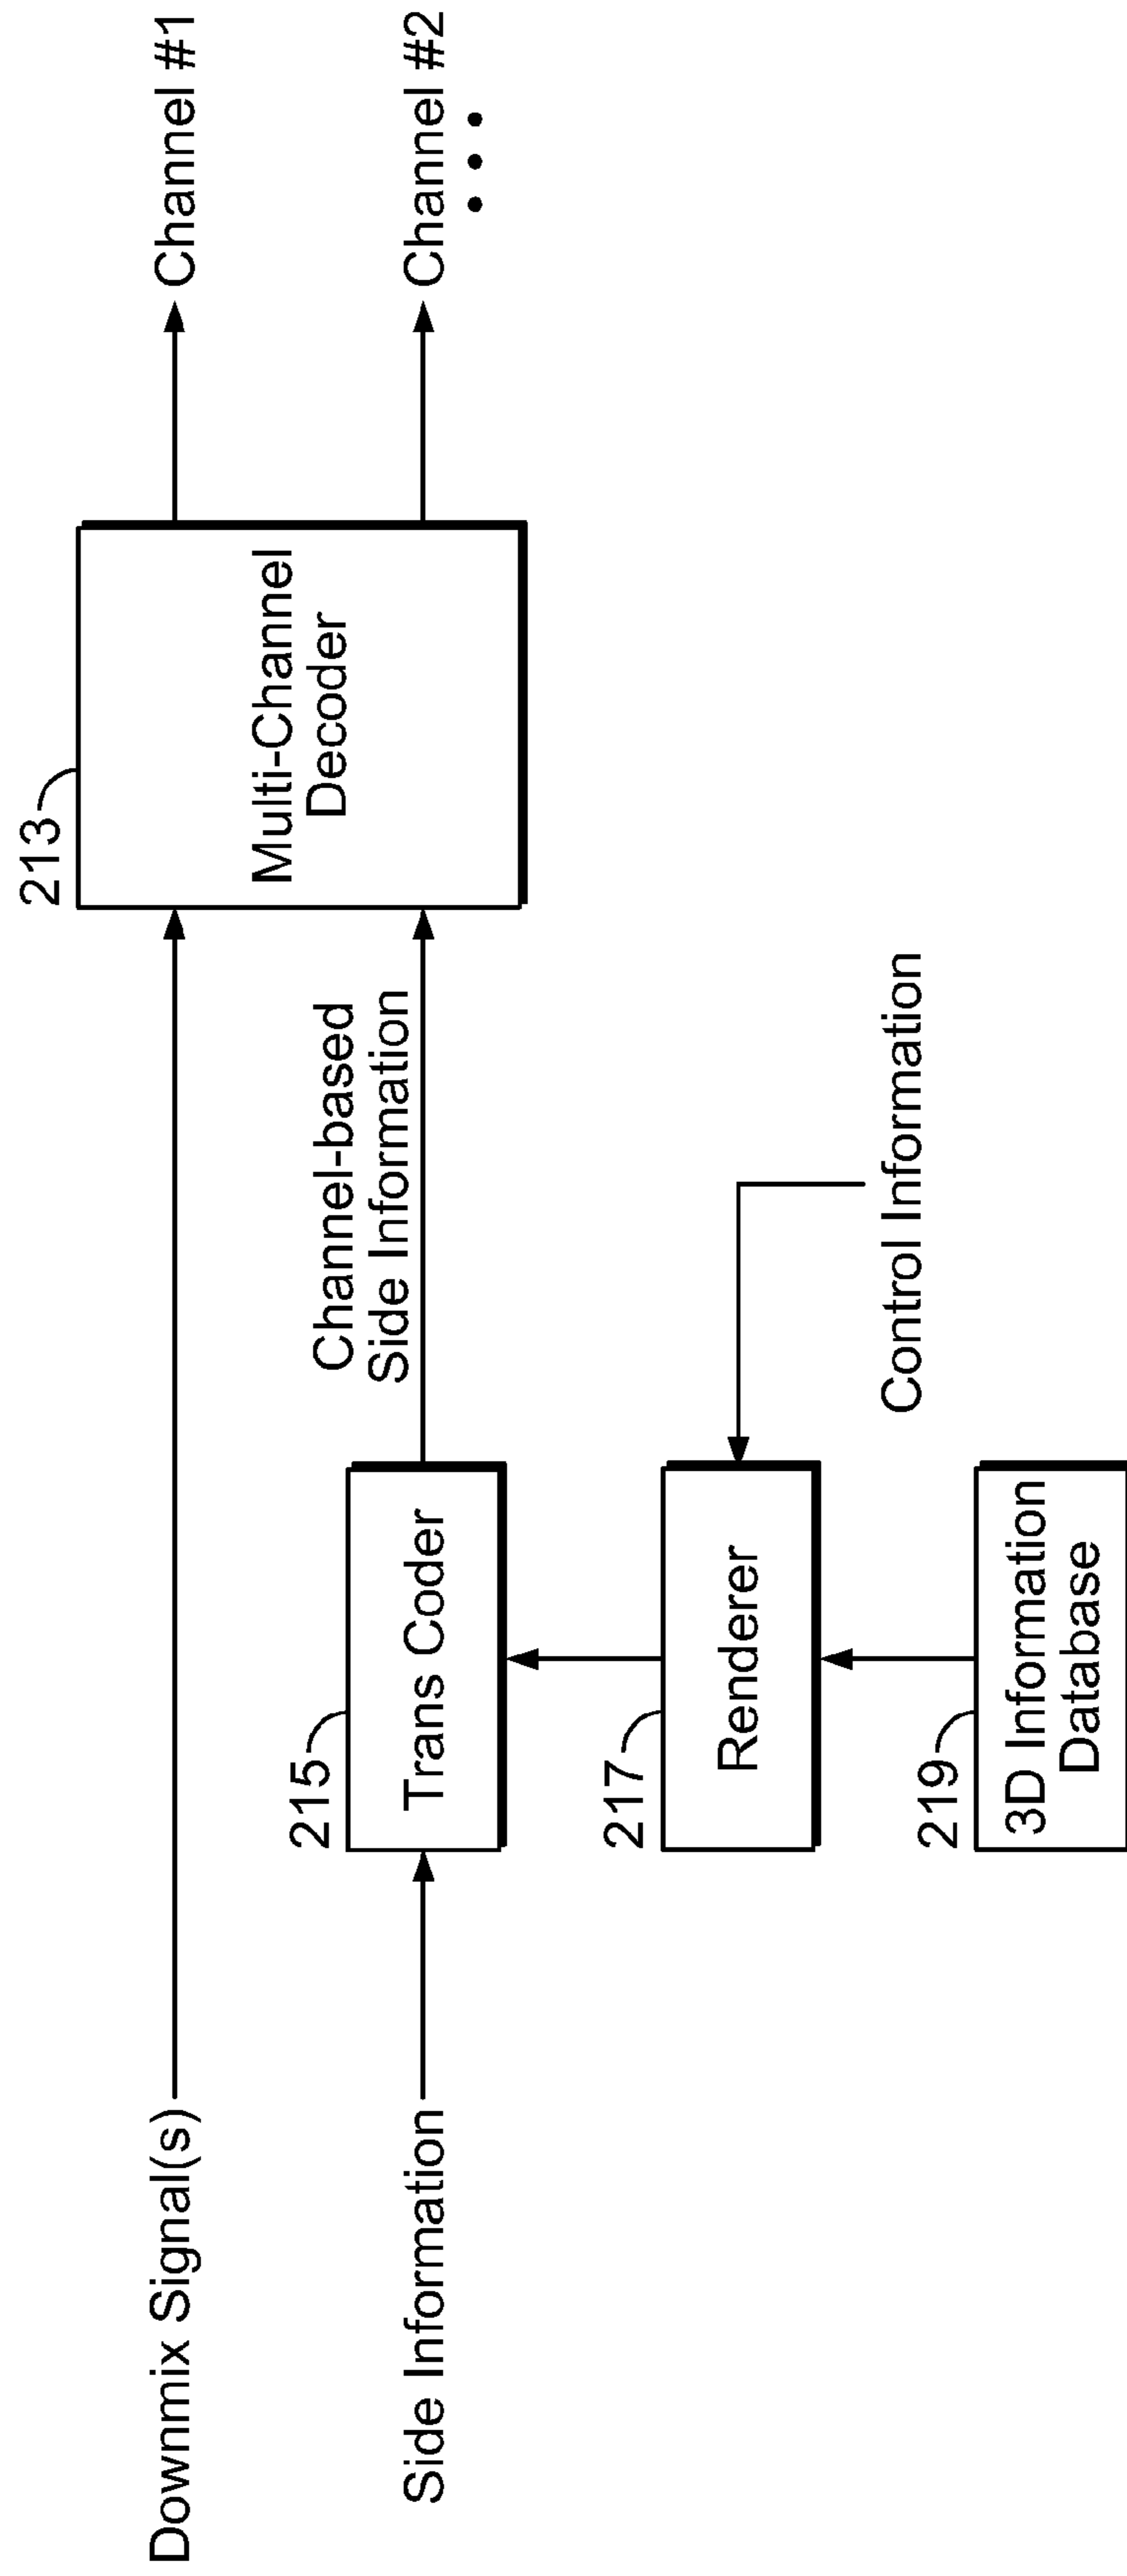 Downmix Signal(s)
213
Multi-Channel
Decoder
Channel #1
Side Information
215
Trans Coder
Channel-based
Side Information
Channel #2
•••
217
Renderer
Control Information
219
3D Information
Database